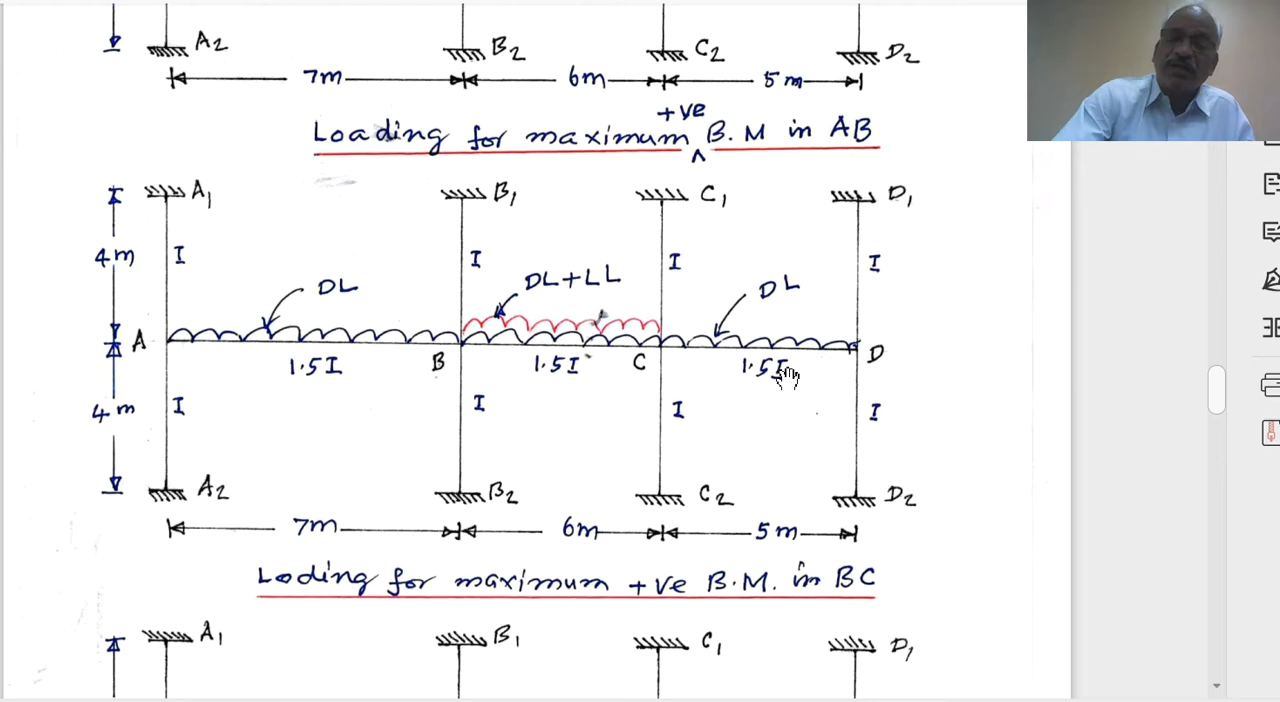 A2 B2 C2 D2
7m 6m 5m
+ve
Loading for maximum ^ B.M in AB
A1 B1 C1 D1
4m I I I I
DL DL+LL DL
A B C D
1.5I 1.5I 1.5I
4m I I I I
A2 B2 C2 D2
7m 6m 5m
Loding for maximum +ve B.M. in BC
A1 B1 C1 D1